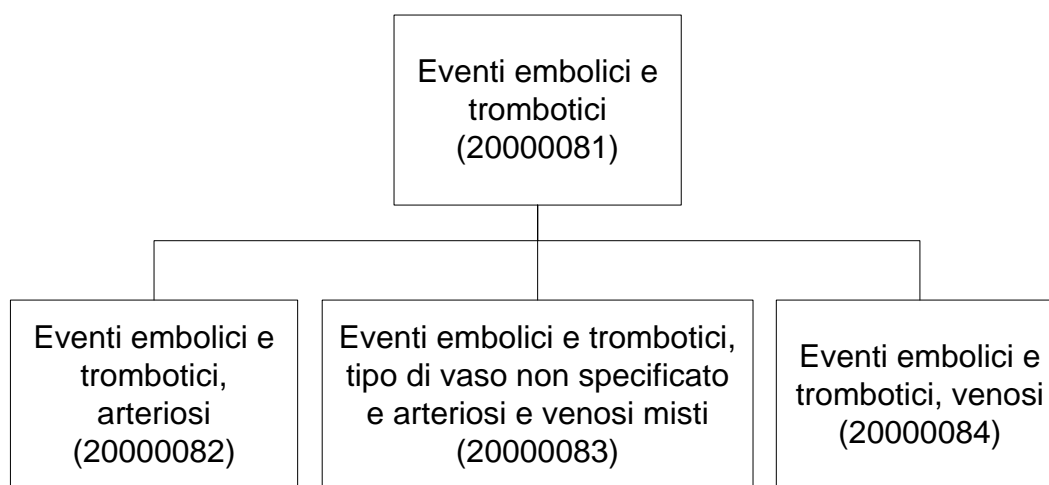 Eventi embolici e
trombotici
(20000081)
Eventi embolici e
trombotici,
arteriosi
(20000082)
Eventi embolici e trombotici,
tipo di vaso non specificato
e arteriosi e venosi misti
(20000083)
Eventi embolici e
trombotici, venosi
(20000084)